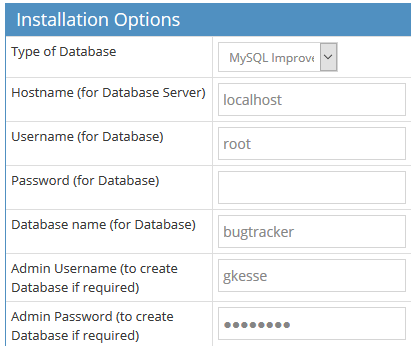 Installation Options
Type of Database
MySQL Improve
Hostname (for Database Server)
localhost
Username (for Database)
root
Password (for Database)
Database name (for Database)
bugtracker
Admin Username (to create
Database if required)
gkesse
Admin Password (to create
Database if required)
●●●●●●●●